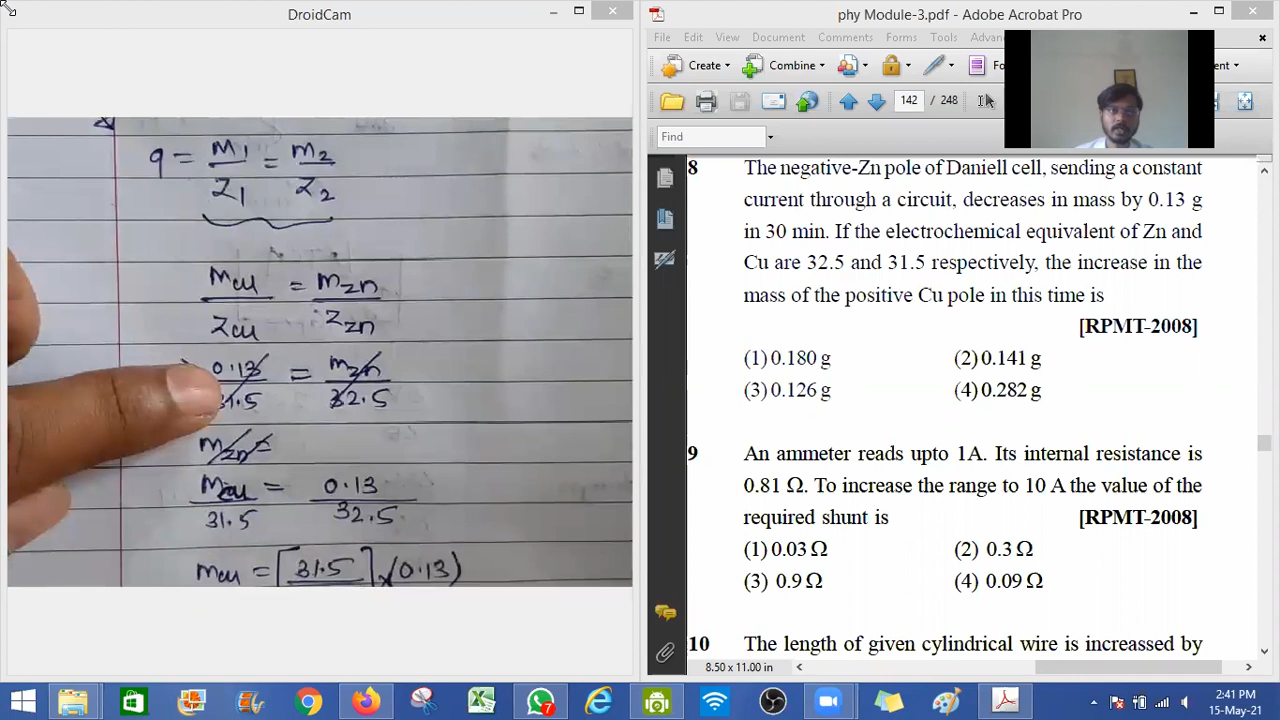 DroidCam
phy Module-3.pdf - Adobe Acrobat Pro
File Edit View Document Comments Forms Tools
Create Combine
142 / 248
Find
q = m1/Z1 = m2/Z2
mcu/Zcu = mzn/Zzn
0.13/31.5 = mzn/32.5
mzn =
mcu/31.5 = 0.13/32.5
mcu = [31.5] x (0.13)
8 The negative-Zn pole of Daniell cell, sending a constant
current through a circuit, decreases in mass by 0.13 g
in 30 min. If the electrochemical equivalent of Zn and
Cu are 32.5 and 31.5 respectively, the increase in the
mass of the positive Cu pole in this time is
[RPMT-2008]
(1) 0.180 g (2) 0.141 g
(3) 0.126 g (4) 0.282 g
9 An ammeter reads upto 1A. Its internal resistance is
0.81 Ω. To increase the range to 10 A the value of the
required shunt is [RPMT-2008]
(1) 0.03 Ω (2) 0.3 Ω
(3) 0.9 Ω (4) 0.09 Ω
10 The length of given cylindrical wire is increassed by
8.50 x 11.00 in
7
2:41 PM
15-May-21